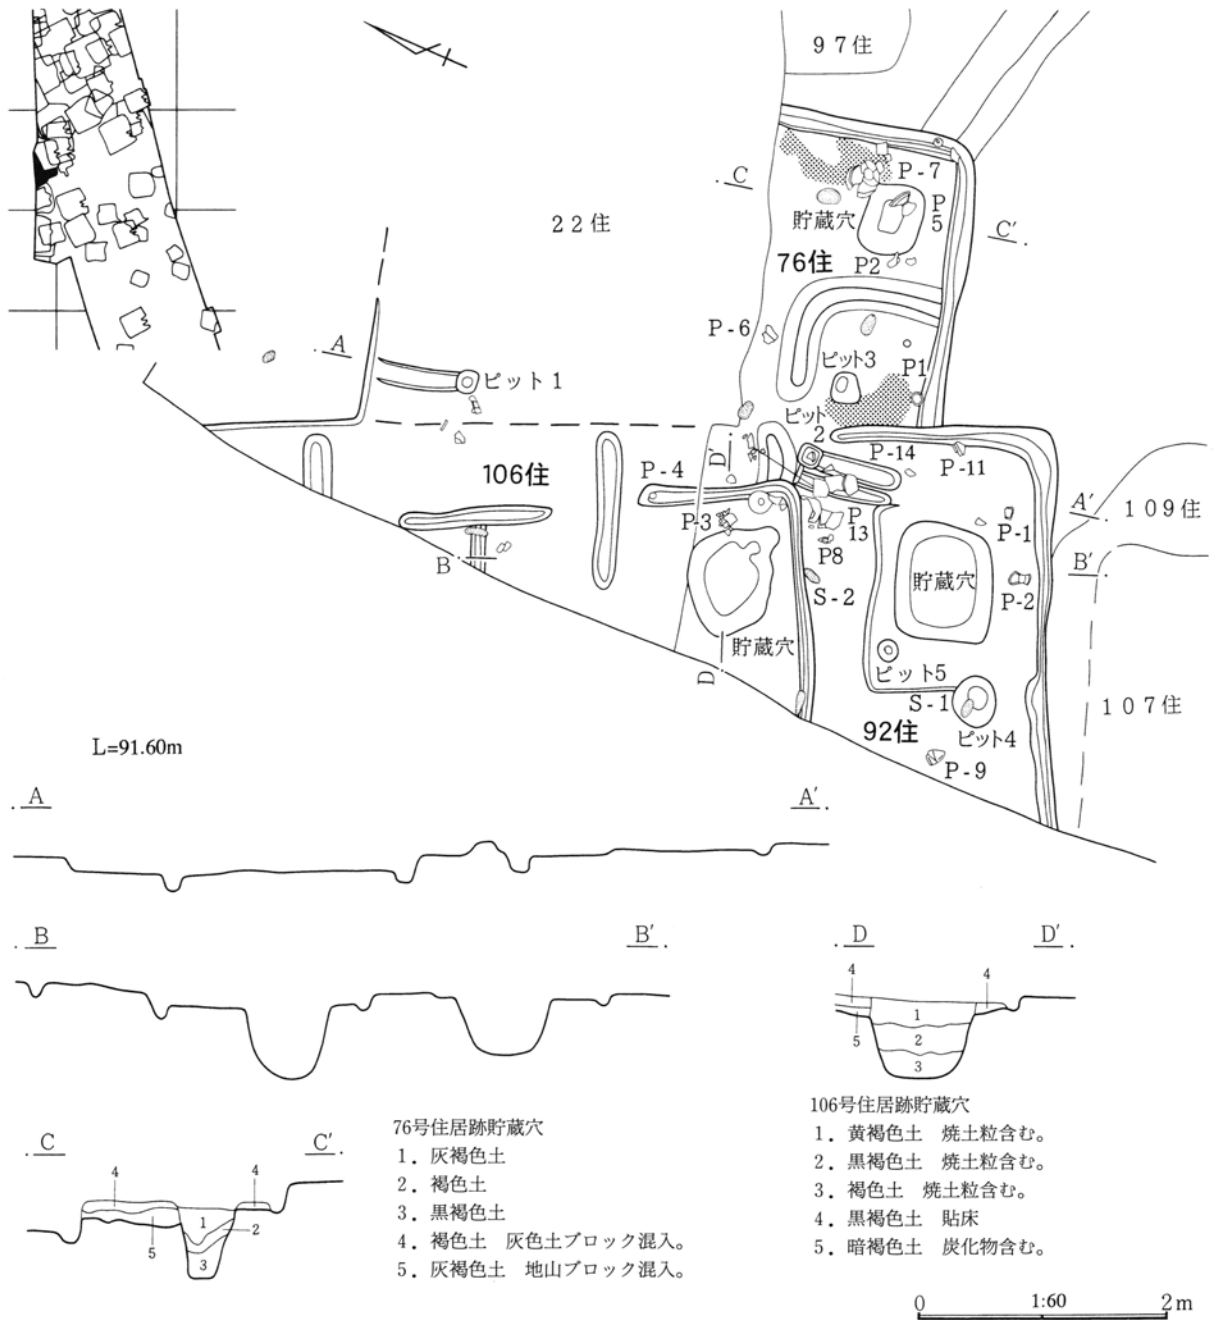 97住
C
P-7
P
5
貯蔵穴
C′
22住
76住
P2
P-6
A
ピット3
P1
ピット1
ピット
2
D′
P-14
P-11
106住
P-4
P-3
P
13
P8
A′
109住
P-1
B
B′
貯蔵穴
P-2
S-2
貯蔵穴
D
ピット5
S-1
107住
92住
ピット4
P-9
L=91.60m
A
A′
B
B′
D
D′
4
4
1
5
2
3
C
C′
4
4
1
2
5
3
76号住居跡貯蔵穴
1. 灰褐色土
2. 褐色土
3. 黒褐色土
4. 褐色土 灰色土ブロック混入。
5. 灰褐色土 地山ブロック混入。
106号住居跡貯蔵穴
1. 黄褐色土 焼土粒含む。
2. 黒褐色土 焼土粒含む。
3. 褐色土 焼土粒含む。
4. 黒褐色土 貼床
5. 暗褐色土 炭化物含む。
0 1:60 2m